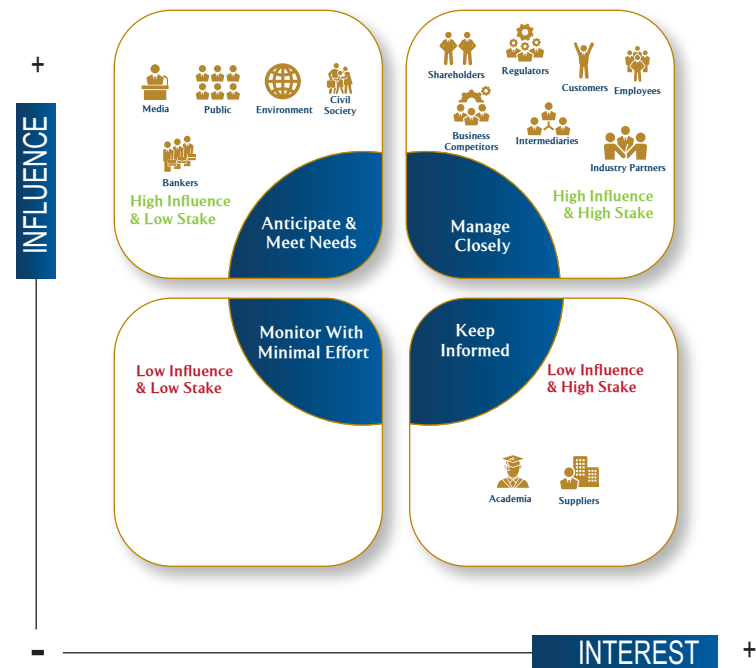 +
INFLUENCE
Media
Public
Environment
Civil
Society
Bankers
High Influence
& Low Stake
Anticipate &
Meet Needs
Shareholders
Regulators
Customers
Employees
Business
Competitors
Intermediaries
Industry Partners
High Influence
& High Stake
Manage
Closely
Monitor With
Minimal Effort
Low Influence
& Low Stake
Keep
Informed
Low Influence
& High Stake
Academia
Suppliers
-
INTEREST
+